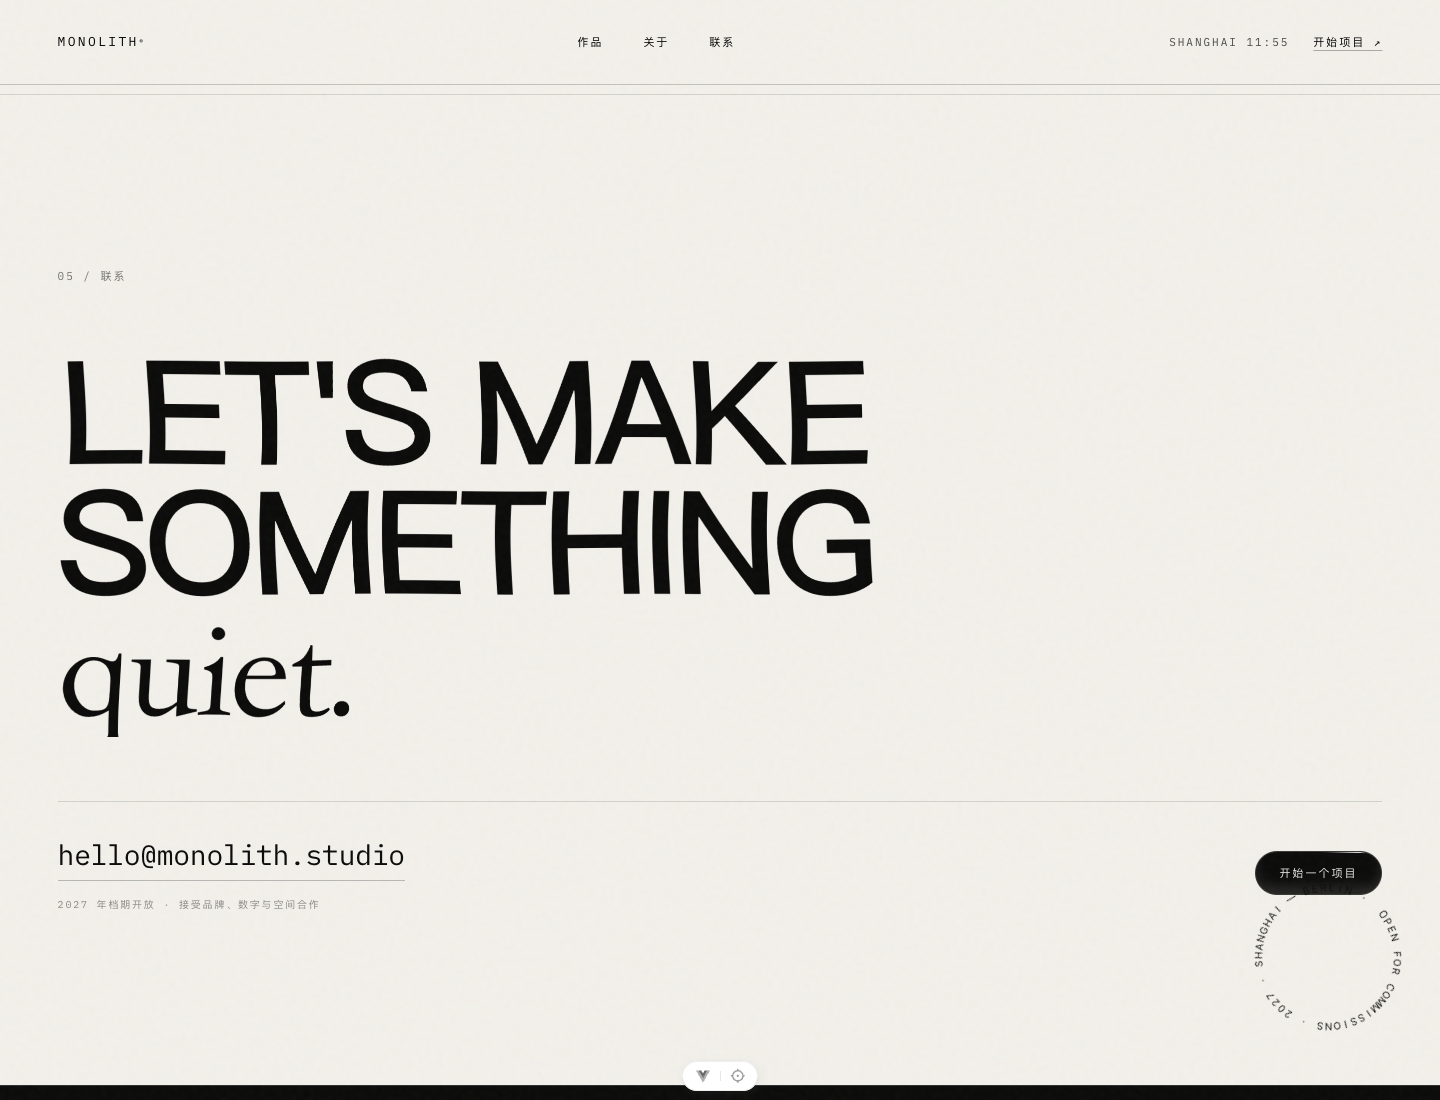 MONOLITH®
作品 关于 联系
SHANGHAI 11:55 开始项目 ↗
05 / 联系
LET'S MAKE
SOMETHING
quiet.
hello@monolith.studio
开始一个项目
2027 年档期开放 · 接受品牌、数字与空间合作
SHANGHAI — BERLIN · OPEN FOR COMMISSIONS · 2027 ·